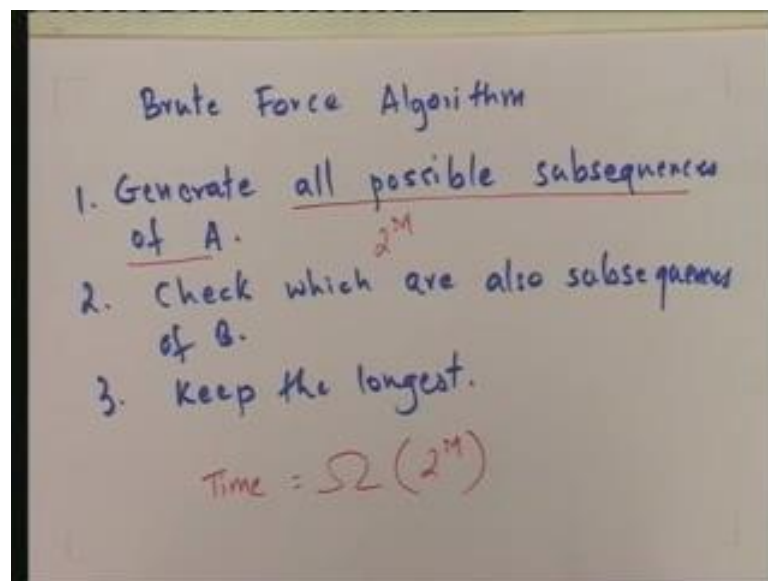 Brute Force Algorithm
1. Generate all possible subsequences
of A.
2^M
2. Check which are also subsequences
of B.
3. Keep the longest.
Time = Ω (2^M)